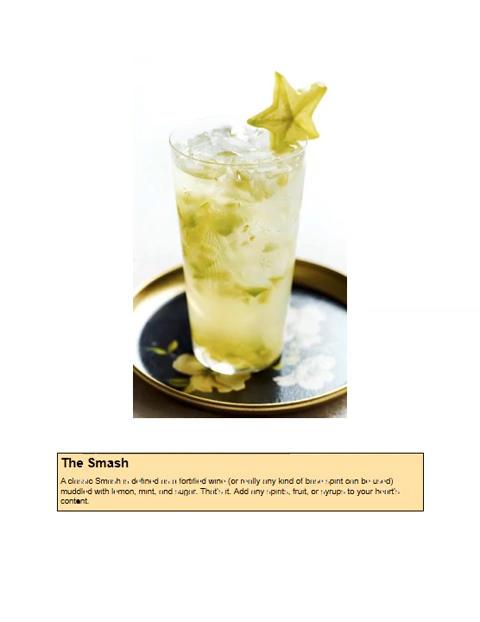 The Smash
A classic Smash is defined as a fortified wine (or really any kind of base spirit can be used)
muddled with lemon, mint, and sugar. That's it. Add any spirits, fruit, or syrups to your heart's
content.